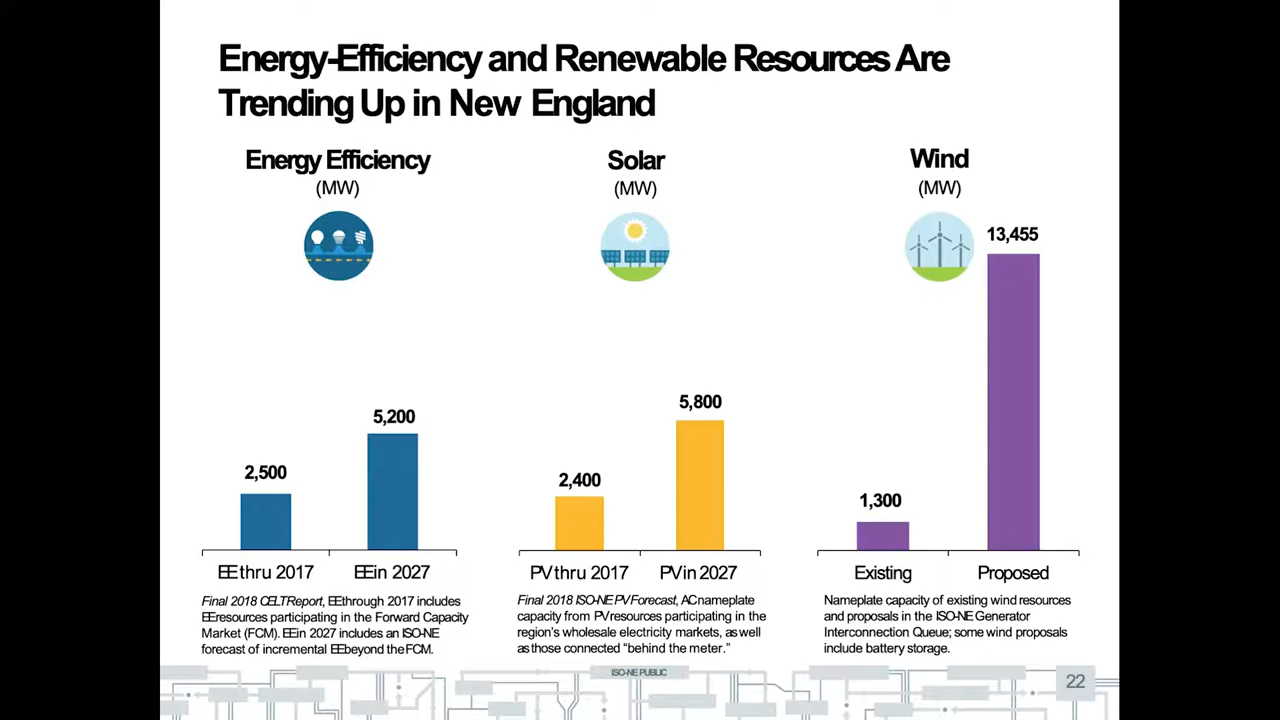 Energy-Efficiency and Renewable Resources Are
Trending Up in New England
Energy Efficiency
(MW)
2,500
5,200
EE thru 2017
EE in 2027
Final 2018 CELT Report, EE through 2017 includes
EE resources participating in the Forward Capacity
Market (FCM). EE in 2027 includes an ISO-NE
forecast of incremental EE beyond the FCM.
Solar
(MW)
2,400
5,800
PV thru 2017
PV in 2027
Final 2018 ISO-NE PV Forecast, AC nameplate
capacity from PV resources participating in the
region's wholesale electricity markets, as well
as those connected “behind the meter.”
Wind
(MW)
1,300
13,455
Existing
Proposed
Nameplate capacity of existing wind resources
and proposals in the ISO-NE Generator
Interconnection Queue; some wind proposals
include battery storage.
ISO-NE PUBLIC
22